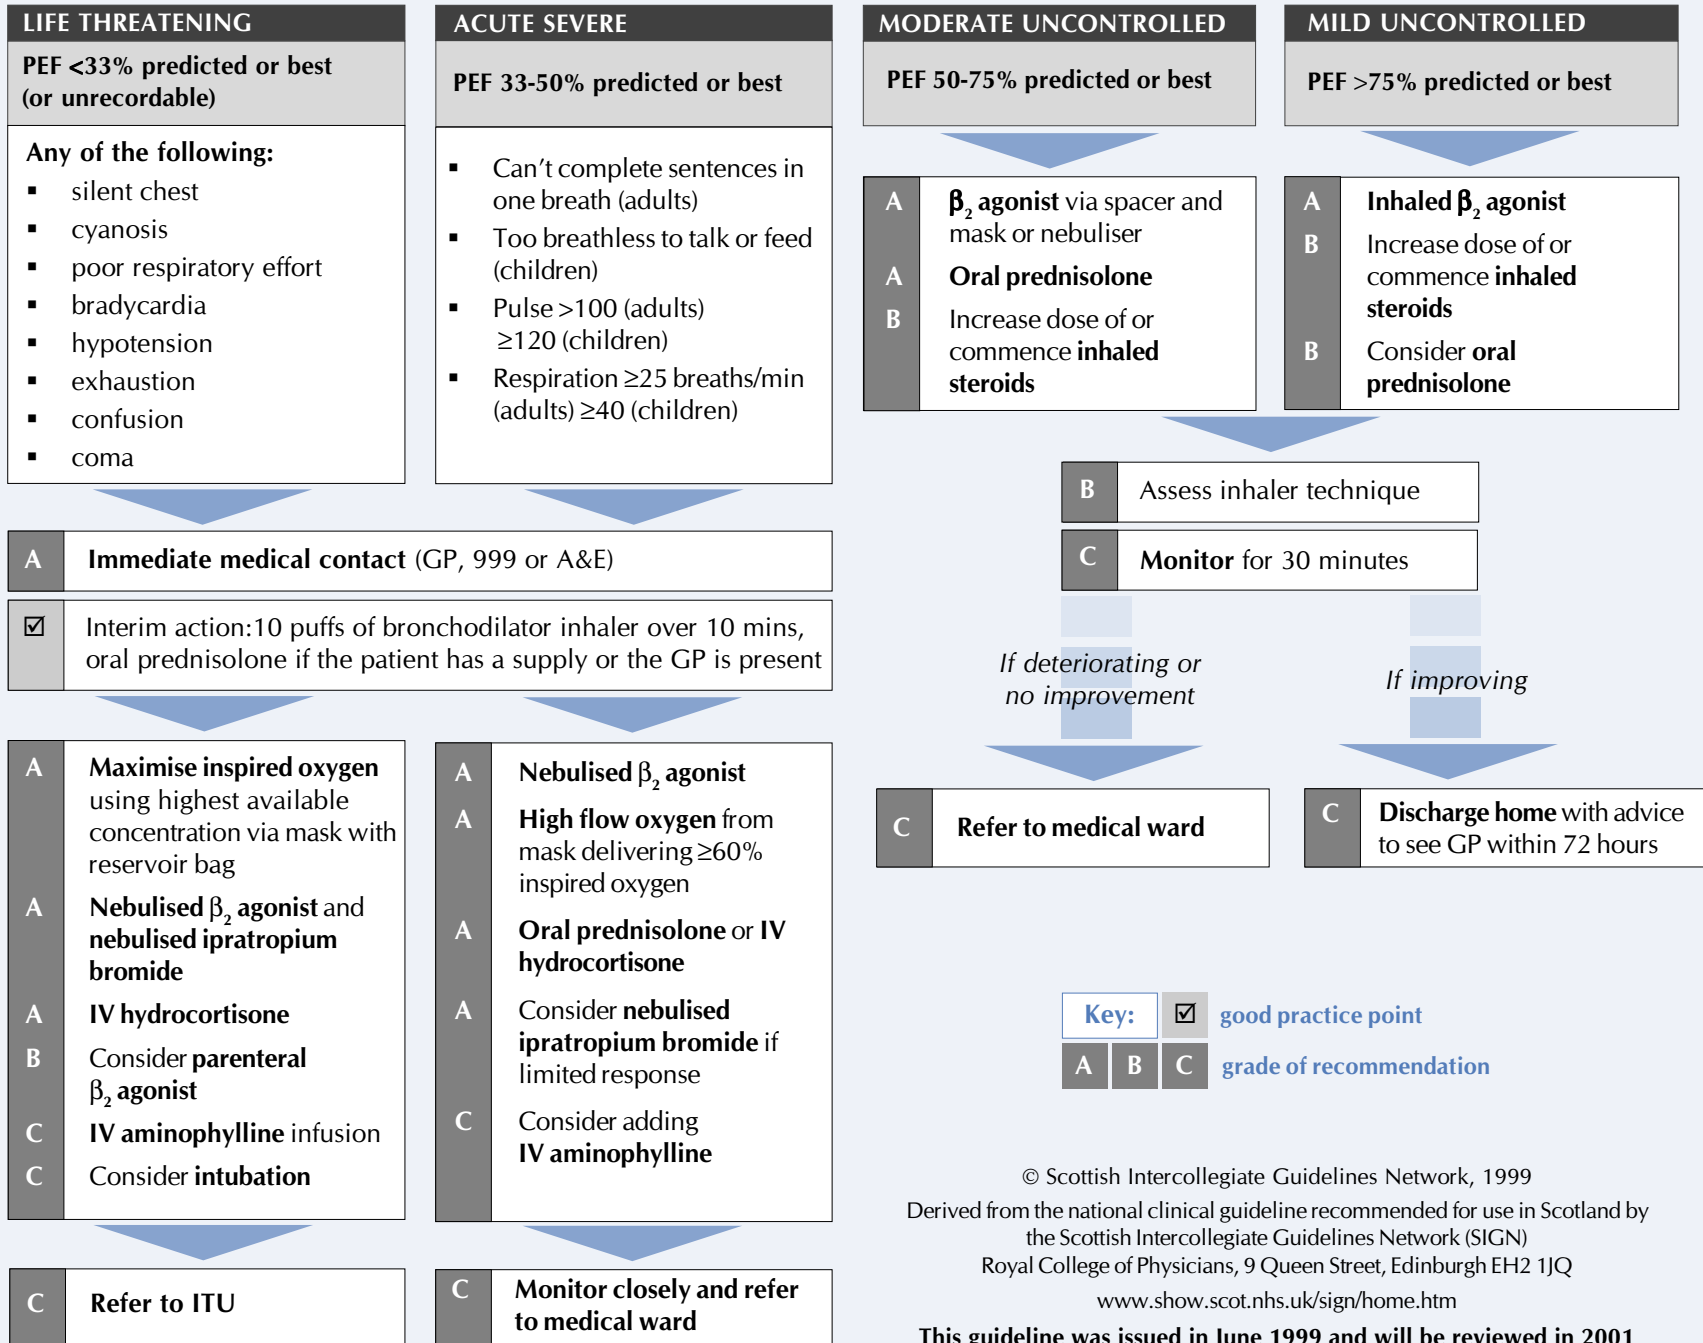 LIFE THREATENING
PEF <33% predicted or best
(or unrecordable)
Any of the following:
▪ silent chest
▪ cyanosis
▪ poor respiratory effort
▪ bradycardia
▪ hypotension
▪ exhaustion
▪ confusion
▪ coma
ACUTE SEVERE
PEF 33-50% predicted or best
▪ Can't complete sentences in
one breath (adults)
▪ Too breathless to talk or feed
(children)
▪ Pulse >100 (adults)
≥120 (children)
▪ Respiration ≥25 breaths/min
(adults) ≥40 (children)
A Immediate medical contact (GP, 999 or A&E)
☑ Interim action:10 puffs of bronchodilator inhaler over 10 mins,
oral prednisolone if the patient has a supply or the GP is present
A Maximise inspired oxygen
using highest available
concentration via mask with
reservoir bag
A Nebulised β₂ agonist and
nebulised ipratropium
bromide
A IV hydrocortisone
B Consider parenteral
β₂ agonist
C IV aminophylline infusion
C Consider intubation
C Refer to ITU
A Nebulised β₂ agonist
A High flow oxygen from
mask delivering ≥60%
inspired oxygen
A Oral prednisolone or IV
hydrocortisone
A Consider nebulised
ipratropium bromide if
limited response
C Consider adding
IV aminophylline
C Monitor closely and refer
to medical ward
MODERATE UNCONTROLLED
PEF 50-75% predicted or best
A β₂ agonist via spacer and
mask or nebuliser
A Oral prednisolone
B Increase dose of or
commence inhaled
steroids
MILD UNCONTROLLED
PEF >75% predicted or best
A Inhaled β₂ agonist
B Increase dose of or
commence inhaled
steroids
B Consider oral
prednisolone
B Assess inhaler technique
C Monitor for 30 minutes
If deteriorating or
no improvement
If improving
C Refer to medical ward
C Discharge home with advice
to see GP within 72 hours
Key: ☑ good practice point
A B C grade of recommendation
© Scottish Intercollegiate Guidelines Network, 1999
Derived from the national clinical guideline recommended for use in Scotland by
the Scottish Intercollegiate Guidelines Network (SIGN)
Royal College of Physicians, 9 Queen Street, Edinburgh EH2 1JQ
www.show.scot.nhs.uk/sign/home.htm
This guideline was issued in June 1999 and will be reviewed in 2001